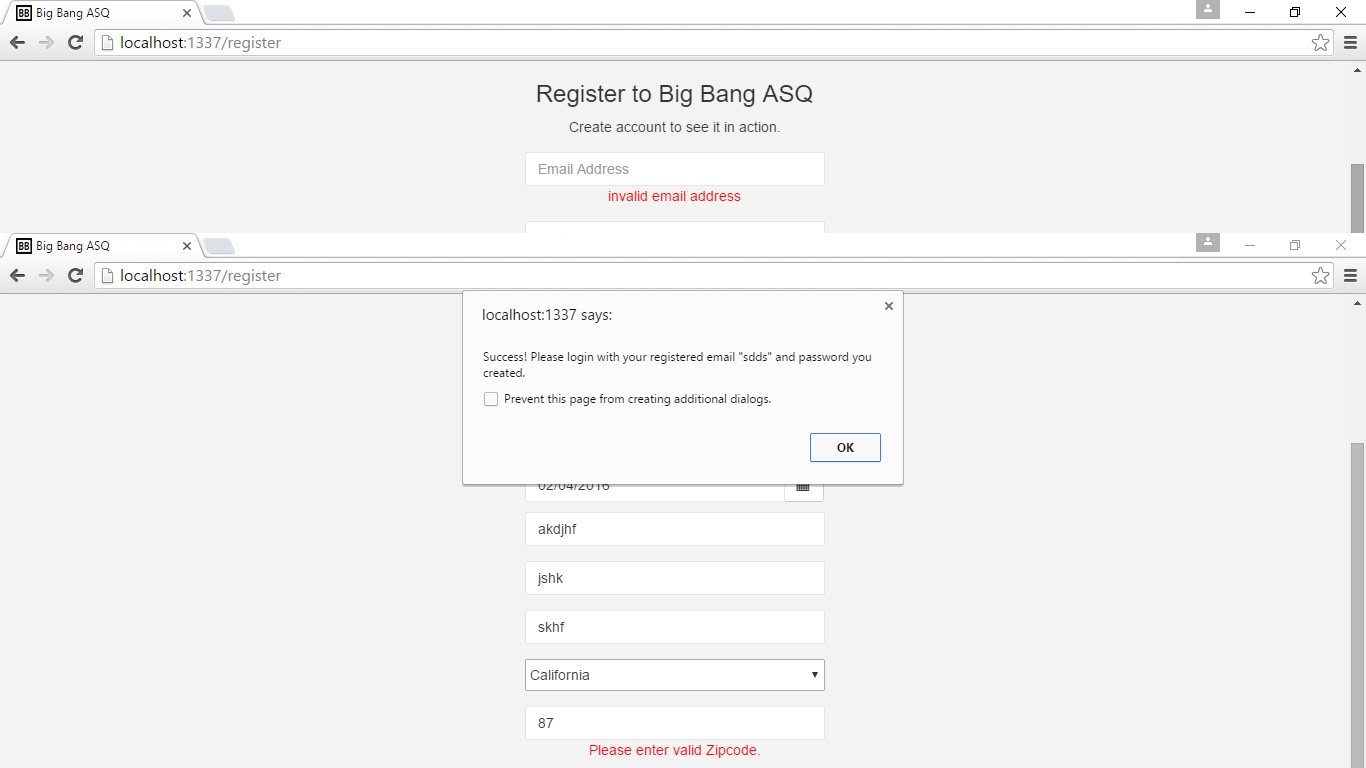 BB Big Bang ASQ
localhost:1337/register
Register to Big Bang ASQ
Create account to see it in action.
Email Address
invalid email address
BB Big Bang ASQ
localhost:1337/register
localhost:1337 says:
Success! Please login with your registered email "sdds" and password you
created.
Prevent this page from creating additional dialogs.
OK
02/04/2016
akdjhf
jshk
skhf
California
87
Please enter valid Zipcode.